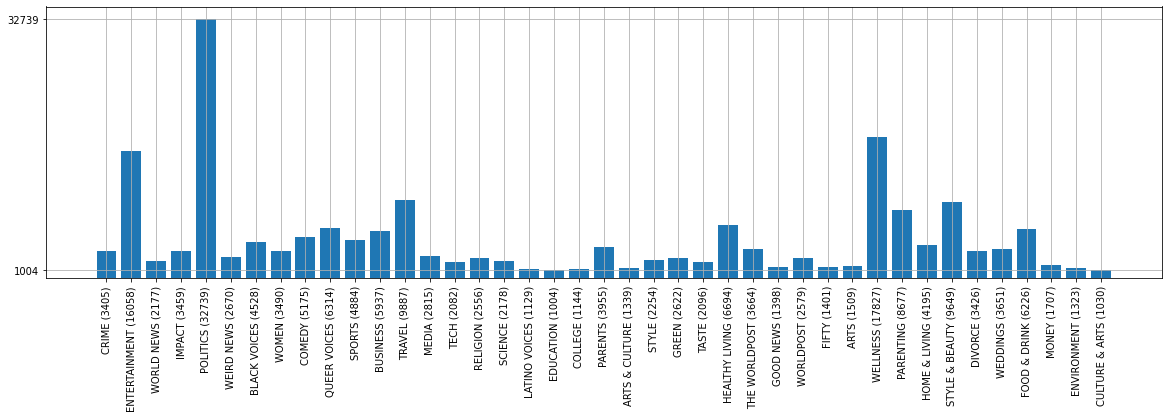 32739
1004
CRIME (3405)
ENTERTAINMENT (16058)
WORLD NEWS (2177)
IMPACT (3459)
POLITICS (32739)
WEIRD NEWS (2670)
BLACK VOICES (4528)
WOMEN (3490)
COMEDY (5175)
QUEER VOICES (6314)
SPORTS (4884)
BUSINESS (5937)
TRAVEL (9887)
MEDIA (2815)
TECH (2082)
RELIGION (2556)
SCIENCE (2178)
LATINO VOICES (1129)
EDUCATION (1004)
COLLEGE (1144)
PARENTS (3955)
ARTS & CULTURE (1339)
STYLE (2254)
GREEN (2622)
TASTE (2096)
HEALTHY LIVING (6694)
THE WORLDPOST (3664)
GOOD NEWS (1398)
WORLDPOST (2579)
FIFTY (1401)
ARTS (1509)
WELLNESS (17827)
PARENTING (8677)
HOME & LIVING (4195)
STYLE & BEAUTY (9649)
DIVORCE (3426)
WEDDINGS (3651)
FOOD & DRINK (6226)
MONEY (1707)
ENVIRONMENT (1323)
CULTURE & ARTS (1030)